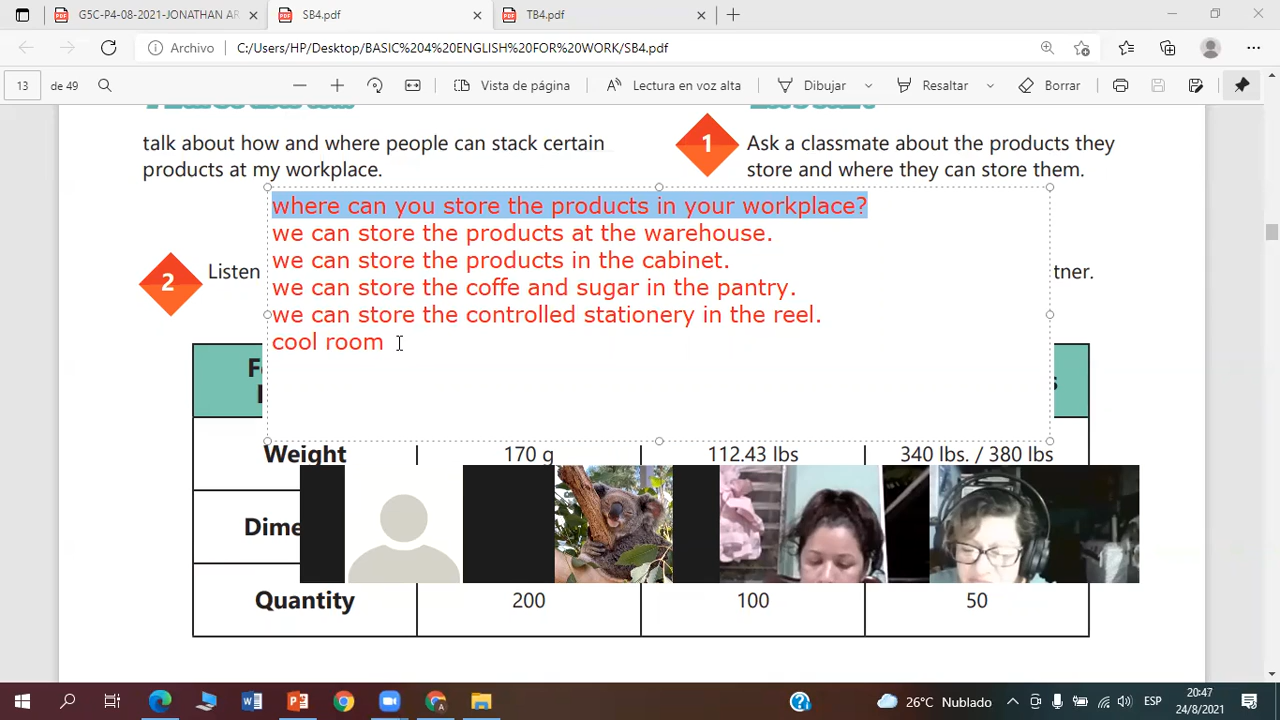 G5C-P4-08-2021-JONATHAN AR
SB4.pdf
TB4.pdf
Archivo
C:/Users/HP/Desktop/BASIC%204%20ENGLISH%20FOR%20WORK/SB4.pdf
13 de 49
Vista de página
Lectura en voz alta
Dibujar
Resaltar
Borrar
talk about how and where people can stack certain
products at my workplace.
1
Ask a classmate about the products they
store and where they can store them.
where can you store the products in your workplace?
we can store the products at the warehouse.
we can store the products in the cabinet.
we can store the coffe and sugar in the pantry.
we can store the controlled stationery in the reel.
cool room
2
Listen
tner.
Weight 170 g 112.43 lbs 340 lbs. / 380 lbs
Dime
Quantity 200 100 50
26°C Nublado
ESP
20:47
24/8/2021